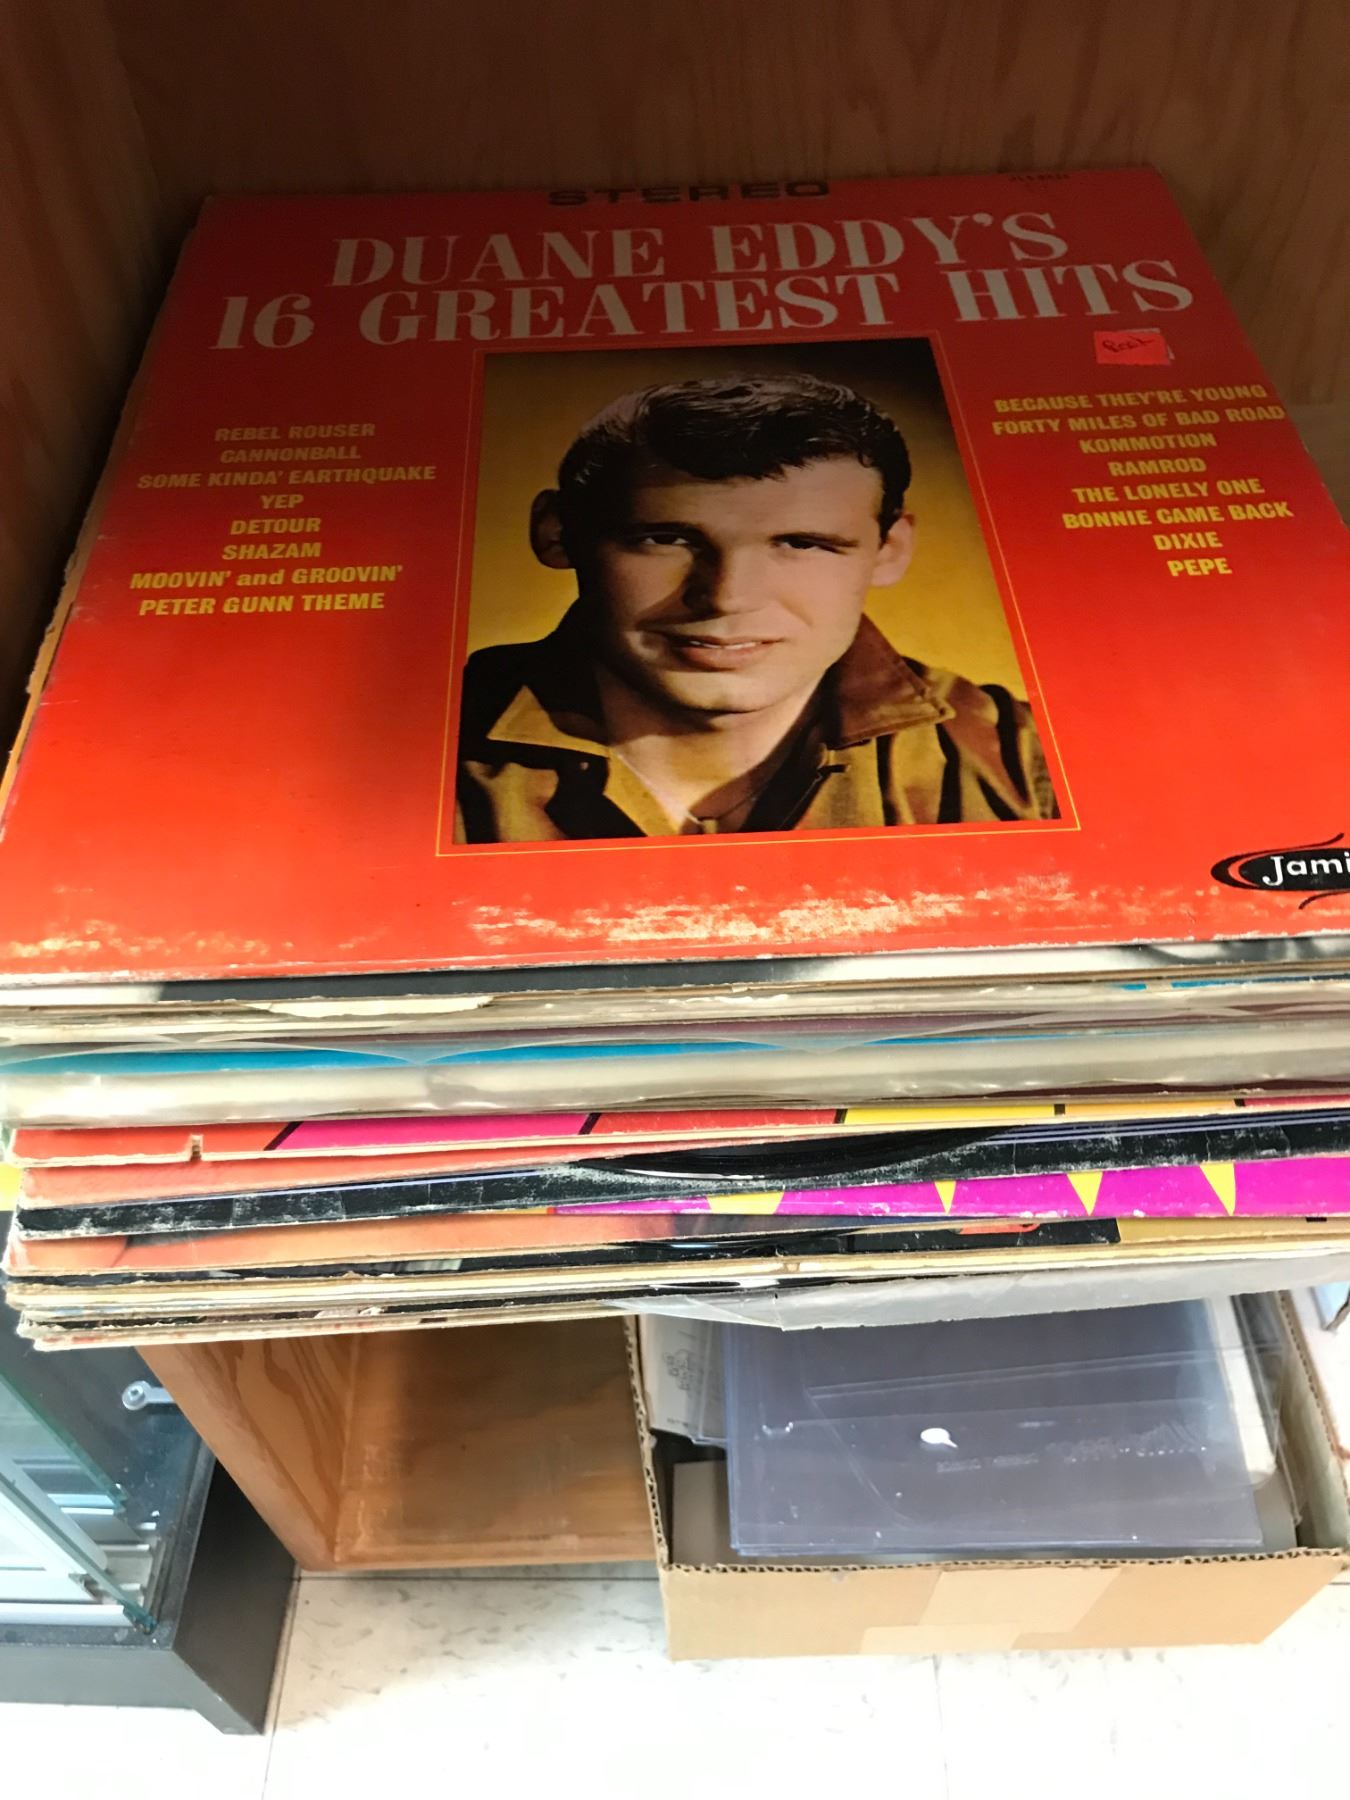 STEREO
DUANE EDDY'S
16 GREATEST HITS
REBEL ROUSER
CANNONBALL
SOME KINDA' EARTHQUAKE
YEP
DETOUR
SHAZAM
MOOVIN' and GROOVIN'
PETER GUNN THEME
BECAUSE THEY'RE YOUNG
FORTY MILES OF BAD ROAD
KOMMOTION
RAMROD
THE LONELY ONE
BONNIE CAME BACK
DIXIE
PEPE
Jami